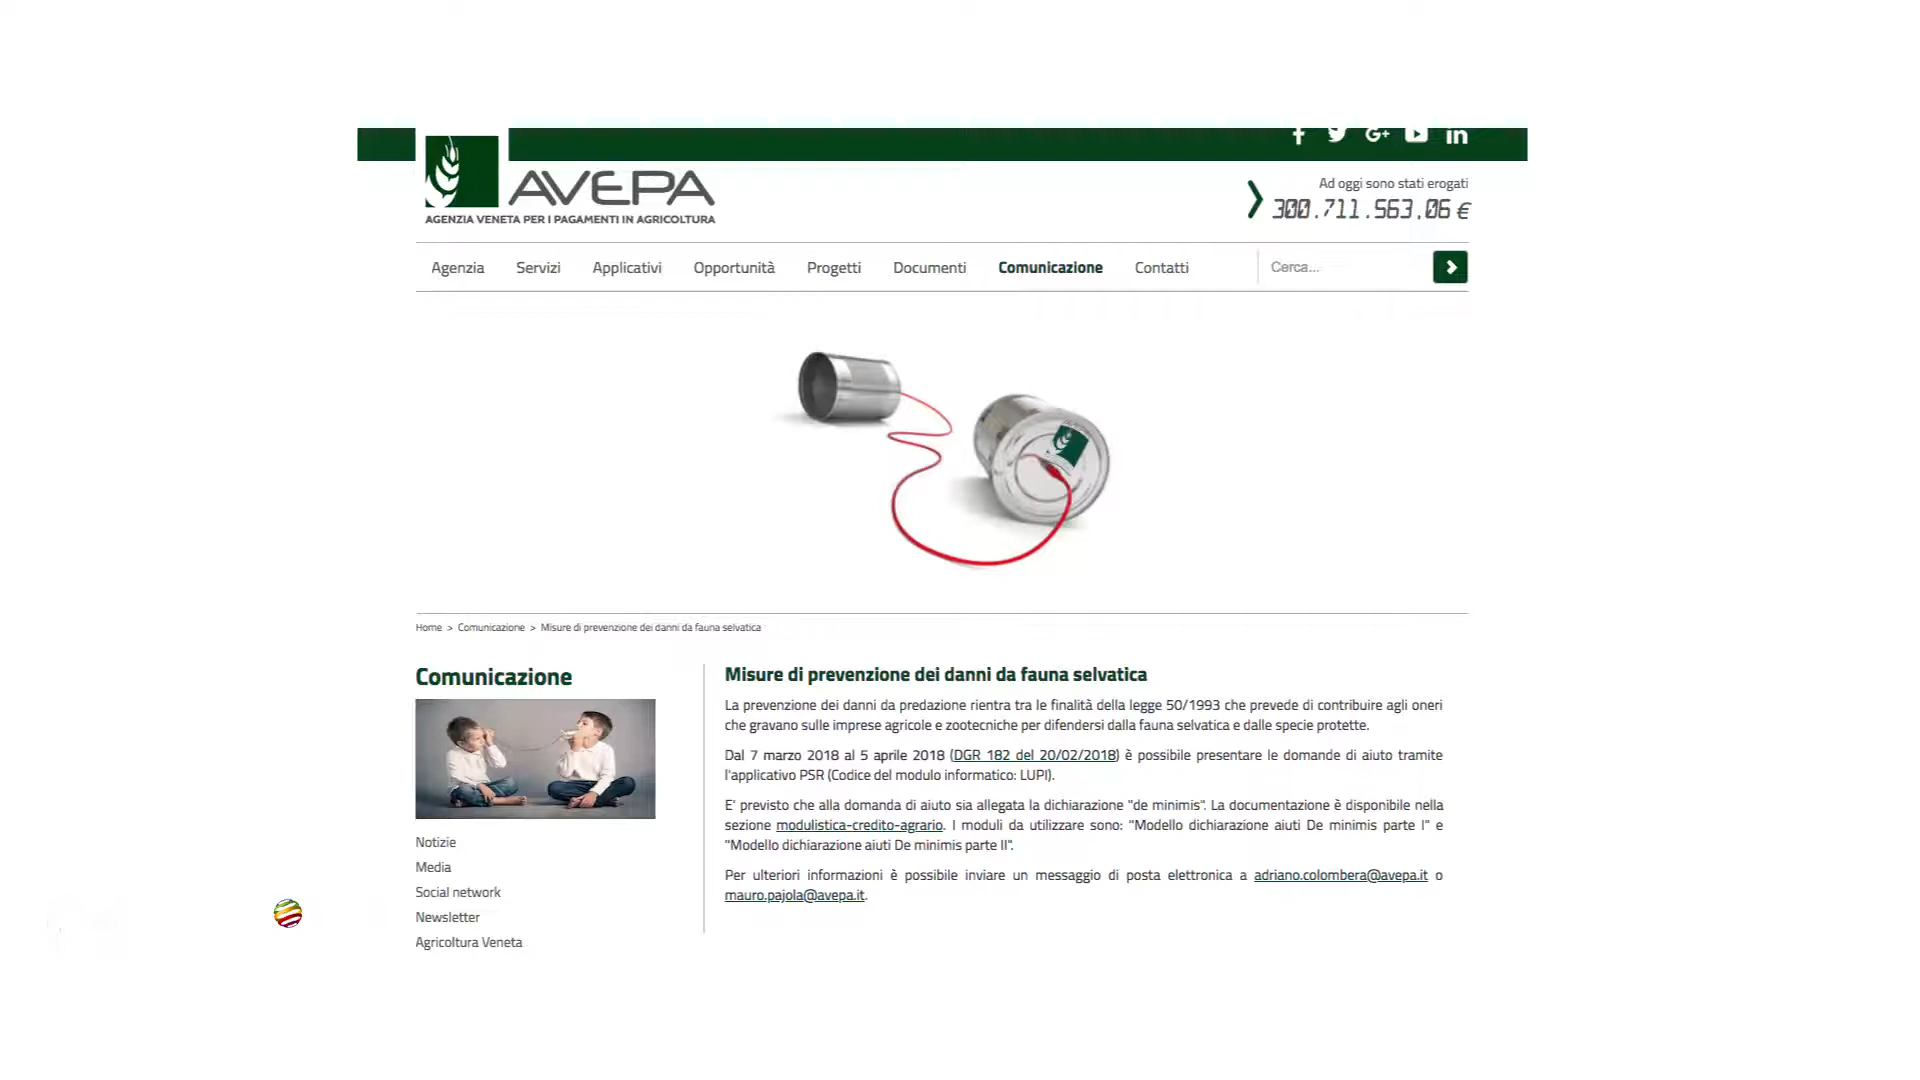 AVEPA
AGENZIA VENETA PER I PAGAMENTI IN AGRICOLTURA
Ad oggi sono stati erogati
300.711.563,06 €
Agenzia Servizi Applicativi Opportunità Progetti Documenti Comunicazione Contatti Cerca...
Home > Comunicazione > Misure di prevenzione dei danni da fauna selvatica
Comunicazione
Notizie
Media
Social network
Newsletter
Agricoltura Veneta
Misure di prevenzione dei danni da fauna selvatica
La prevenzione dei danni da predazione rientra tra le finalità della legge 50/1993 che prevede di contribuire agli oneri
che gravano sulle imprese agricole e zootecniche per difendersi dalla fauna selvatica e dalle specie protette.
Dal 7 marzo 2018 al 5 aprile 2018 (DGR 182 del 20/02/2018) è possibile presentare le domande di aiuto tramite
l'applicativo PSR (Codice del modulo informatico: LUPI).
E' previsto che alla domanda di aiuto sia allegata la dichiarazione "de minimis". La documentazione è disponibile nella
sezione modulistica-credito-agrario. I moduli da utilizzare sono: "Modello dichiarazione aiuti De minimis parte I" e
"Modello dichiarazione aiuti De minimis parte II".
Per ulteriori informazioni è possibile inviare un messaggio di posta elettronica a adriano.colombera@avepa.it o
mauro.pajola@avepa.it.